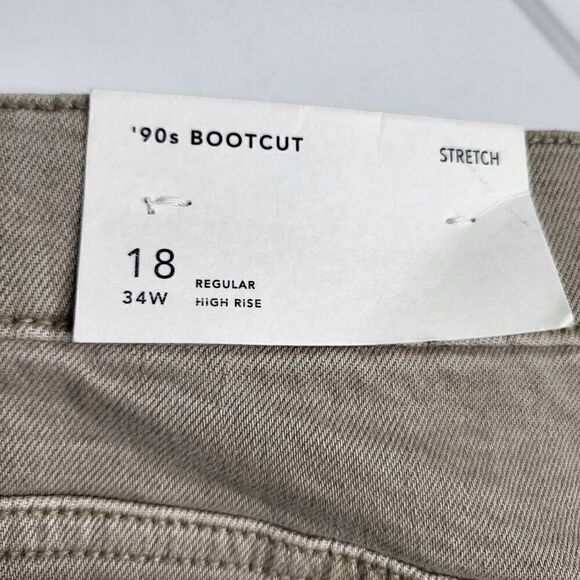 '90s BOOTCUT
STRETCH
18
REGULAR
34W
HIGH RISE